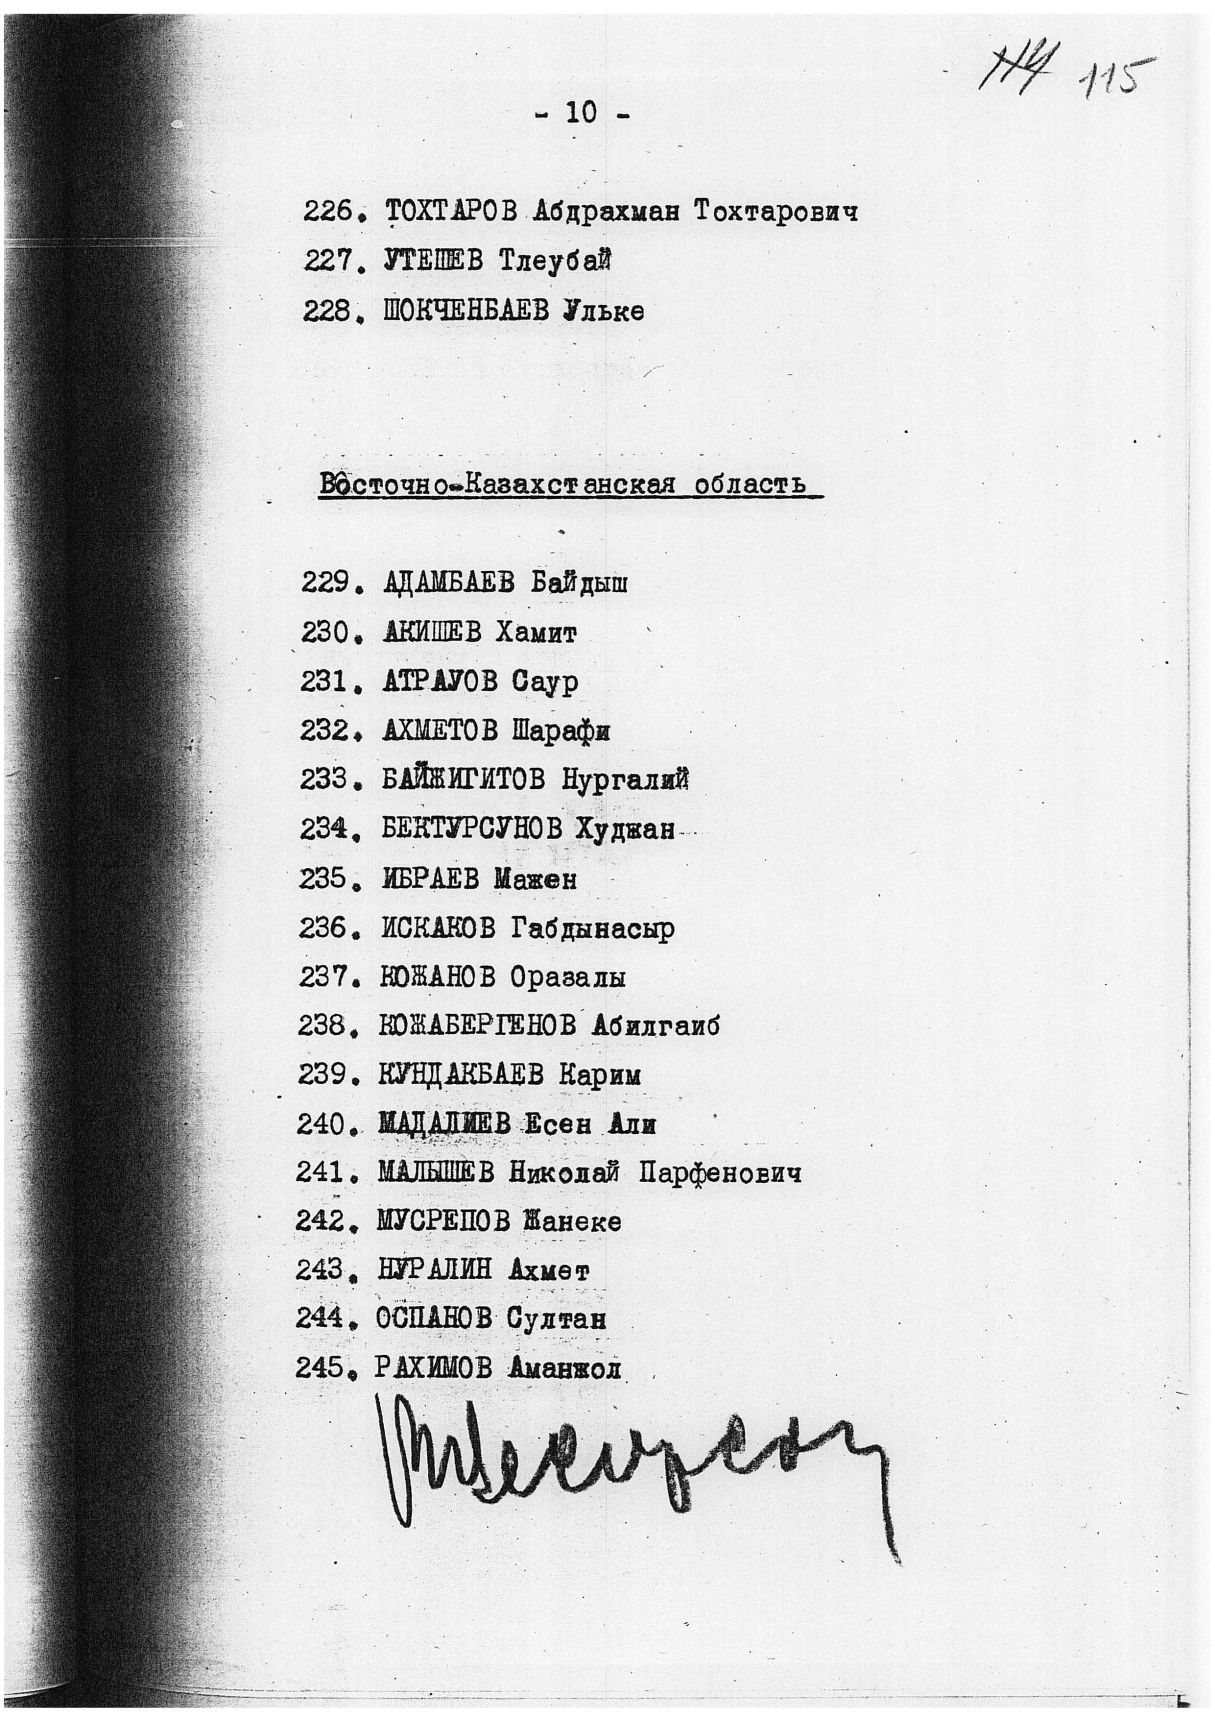 114 115
- 10 -
226. ТОХТАРОВ Абдрахман Тохтарович
227. УТЕШЕВ Тлеубай
228. ШОКЧЕНБАЕВ Ульке
Восточно-Казахстанская область
229. АДАМБАЕВ Байдыш
230. АКИШЕВ Хамит
231. АТРАУОВ Саур
232. АХМЕТОВ Шарафи
233. БАЙЖИГИТОВ Нургалий
234. БЕКТУРСУНОВ Худжан
235. ИБРАЕВ Мажен
236. ИСКАКОВ Габдынасыр
237. КОЖАНОВ Оразалы
238. КОЖАБЕРГЕНОВ Абилгаиб
239. КУНДАКБАЕВ Карим
240. МАДАЛИЕВ Есен Али
241. МАЛЫШЕВ Николай Парфенович
242. МУСРЕПОВ Жанеке
243. НУРАЛИН Ахмет
244. ОСПАНОВ Султан
245. РАХИМОВ Аманжол